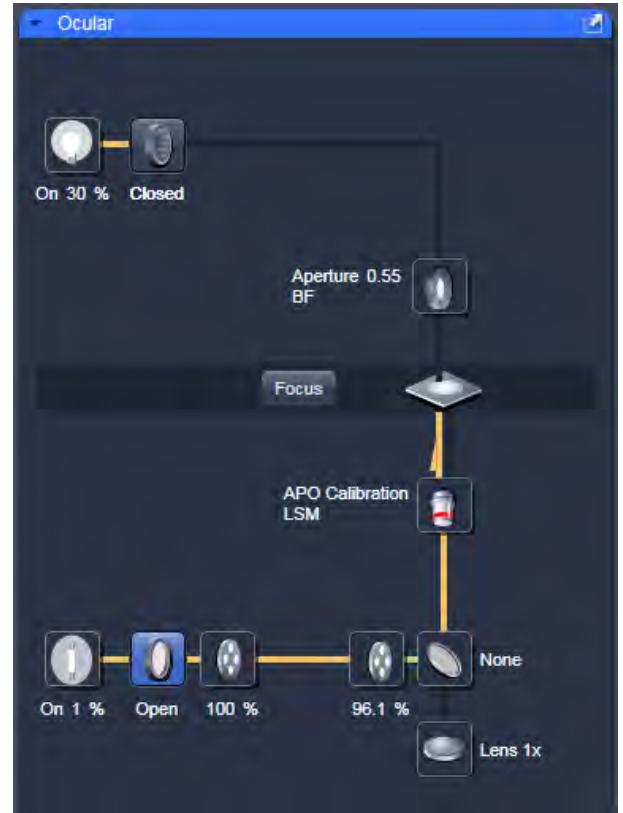 Ocular
On 30 %
Closed
Aperture 0.55
BF
Focus
APO Calibration
LSM
None
On 1 %
Open
100 %
96.1 %
Lens 1x